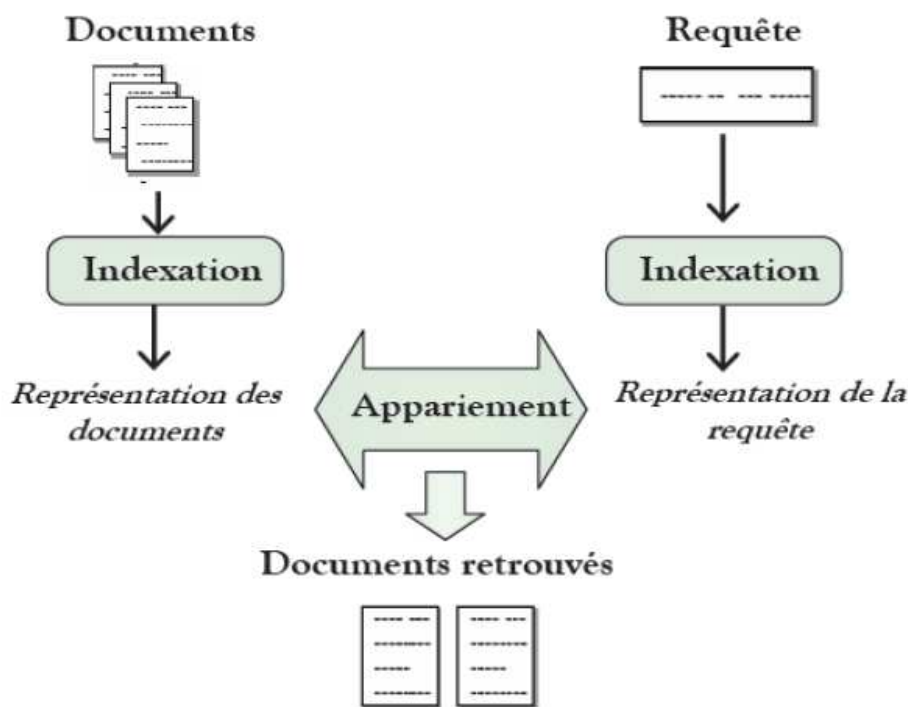 Documents
Requête
Indexation
Indexation
Représentation des
documents
Appariement
Représentation de la
requête
Documents retrouvés